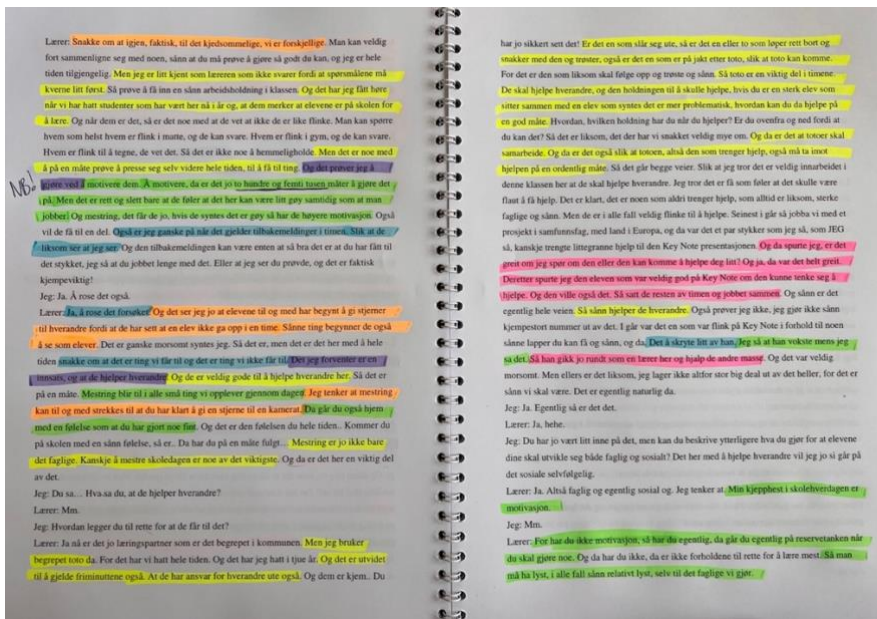 Lærer: Snakke om at igjen, faktisk, til det kjedsommelige, vi er forskjellige. Man kan veldig
fort sammenligne seg med noen, sånn at du må prøve å gjøre så godt du kan, og jeg er hele
tiden tilgjengelig. Men jeg er litt kjent som læreren som ikke svarer fordi at spørsmålene må
kverne litt først. Så prøve å få inn en sånn arbeidsholdning i klassen. Og det har jeg fått høre
når vi har hatt studenter som har vært her nå i år og, at dem merker at elevene er på skolen for
å lære. Og når dem er det, så er det noe med at de vet at ikke de er like flinke. Man kan spørre
hvem som helst hvem er flink i matte, og de kan svare. Hvem er flink i gym, og de kan svare.
Hvem er flink til å tegne, de vet det. Så det er ikke noe å hemmeligholde. Men det er noe med
å på en måte prøve å presse seg selv videre hele tiden, til å få til ting. Og det prøver jeg å
NB! gjøre ved å motivere dem. Å motivere, da er det jo to hundre og femti tusen måter å gjøre det
på. Men det er rett og slett bare at de føler at det her kan være litt gøy samtidig som at man
jobber! Og mestring, det får de jo, hvis de syntes det er gøy så har de høyere motivasjon. Også
vil de få til en del. Også er jeg ganske på når det gjelder tilbakemeldinger i timen. Slik at de
liksom ser at jeg ser. Og den tilbakemeldingen kan være enten at så bra det er at du har fått til
det stykket, jeg så at du jobbet lenge med det. Eller at jeg ser du prøvde, og det er faktisk
kjempeviktig!
Jeg: Ja. Å rose det også.
Lærer: Ja, å rose det forsøket! Og det ser jeg jo at elevene til og med har begynt å gi stjerner
til hverandre fordi at de har sett at en elev ikke ga opp i en time. Sånne ting begynner de også
å se som elever. Det er ganske morsomt syntes jeg. Så det er, men det er det her med å hele
tiden snakke om at det er ting vi får til og det er ting vi ikke får til. Det jeg forventer er en
innsats, og at de hjelper hverandre. Og de er veldig gode til å hjelpe hverandre her. Så det er
på en måte. Mestring blir til i alle små ting vi opplever gjennom dagen. Jeg tenker at mestring
kan til og med strekkes til at du har klart å gi en stjerne til en kamerat. Da går du også hjem
med en følelse som at du har gjort noe fint. Og det er den følelsen du hele tiden.. Kommer du
på skolen med en sånn følelse, så er.. Du har da på en måte fulgt... Mestring er jo ikke bare
det faglige. Kanskje å mestre skoledagen er noe av det viktigste. Og da er det her en viktig del
av det.
Jeg: Du sa... Hva sa du, at de hjelper hverandre?
Lærer: Mm.
Jeg: Hvordan legger du til rette for at de får til det?
Lærer: Ja nå er det jo læringspartner som er det begrepet i kommunen. Men jeg bruker
begrepet toto da. For det har vi hatt hele tiden. Og det har jeg hatt i tjue år. Og det er utvidet
til å gjelde friminuttene også. At de har ansvar for hverandre ute også. Og dem er kjem.. Du
har jo sikkert sett det! Er det en som slår seg ute, så er det en eller to som løper rett bort og
snakker med den og trøster, også er det en som er på jakt etter toto, slik at toto kan komme.
For det er den som liksom skal følge opp og trøste og sånn. Så toto er en viktig del i timene.
De skal hjelpe hverandre, og den holdningen til å skulle hjelpe, hvis du er en sterk elev som
sitter sammen med en elev som syntes det er mer problematisk, hvordan kan du da hjelpe på
en god måte. Hvordan, hvilken holdning har du når du hjelper? Er du ovenfra og ned fordi at
du kan det? Så det er liksom, det der har vi snakket veldig mye om. Og da er det at totoer skal
samarbeide. Og da er det også slik at totoen, altså den som trenger hjelp, også må ta imot
hjelpen på en ordentlig måte. Så det går begge veier. Slik at jeg tror det er veldig innarbeidet i
denne klassen her at de skal hjelpe hverandre. Jeg tror det er få som føler at det skulle være
flaut å få hjelp. Det er klart, det er noen som aldri trenger hjelp, som alltid er liksom, sterke
faglige og sånn. Men de er i alle fall veldig flinke til å hjelpe. Seinest i går så jobba vi med et
prosjekt i samfunnsfag, med land i Europa, og da var det et par stykker som jeg så, som JEG
så, kanskje trengte littegranne hjelp til den Key Note presentasjonen. Og da spurte jeg, er det
greit om jeg spør om den eller den kan komme å hjelpe deg litt? Og ja, da var det helt greit.
Deretter spurte jeg den eleven som var veldig god på Key Note om den kunne tenke seg å
hjelpe. Og den ville også det. Så satt de resten av timen og jobbet sammen. Og sånn er det
egentlig hele veien. Så sånn hjelper de hverandre. Også prøver jeg ikke, jeg gjør ikke sånn
kjempestort nummer ut av det. I går var det en som var flink på Key Note i forhold til noen
sånne lapper du kan få og sånn, og da, Det å skryte litt av han. Jeg så at han vokste mens jeg
sa det. Så han gikk jo rundt som en lærer her og hjalp de andre masse. Og det var veldig
morsomt. Men ellers er det liksom, jeg lager ikke altfor stor big deal ut av det heller, for det er
sånn vi skal være. Det er egentlig naturlig da.
Jeg: Ja. Egentlig så er det det.
Lærer: Ja, hehe.
Jeg: Du har jo vært litt inne på det, men kan du beskrive ytterligere hva du gjør for at elevene
dine skal utvikle seg både faglig og sosialt? Det her med å hjelpe hverandre vil jeg jo si går på
det sosiale selvfølgelig.
Lærer: Ja. Altså faglig og egentlig sosial og. Jeg tenker at. Min kjepphest i skolehverdagen er
motivasjon.
Jeg: Mm.
Lærer: For har du ikke motivasjon, så har du egentlig, da går du egentlig på reservetanken når
du skal gjøre noe. Og da har du ikke, da er ikke forholdene til rette for å lære mest. Så man
må ha lyst, i alle fall sånn relativt lyst, selv til det faglige vi gjør.